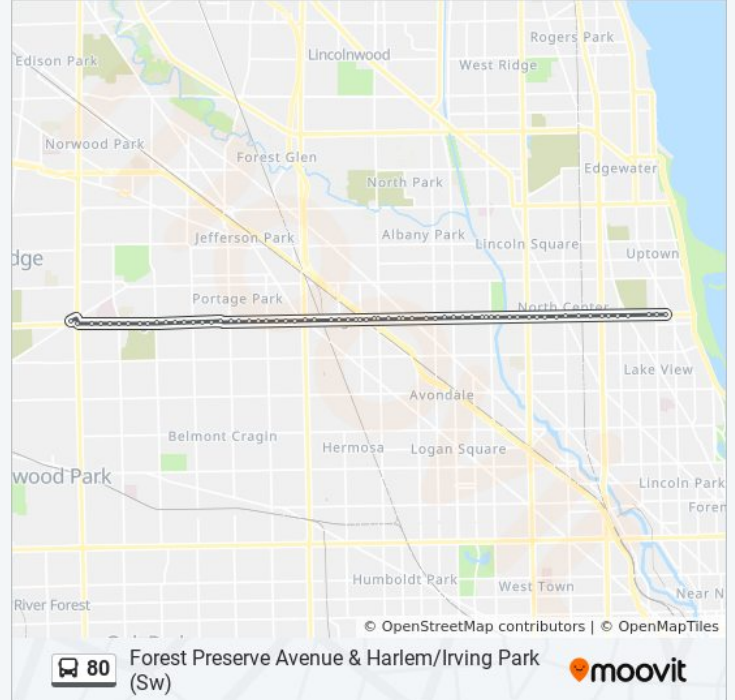 Rogers Park
Lincolnwood
Edison Park
West Ridge
Norwood Park
Forest Glen
Edgewater
North Park
Jefferson Park
Albany Park
Lincoln Square
Uptown
dge
Portage Park
North Center
Lake View
Avondale
Belmont Cragin
Hermosa
Logan Square
wood Park
Lincoln Park
Foren
Humboldt Park
West Town
Near N
River Forest
© OpenStreetMap contributors | © OpenMapTiles
80
Forest Preserve Avenue & Harlem/Irving Park
(Sw)
moovit